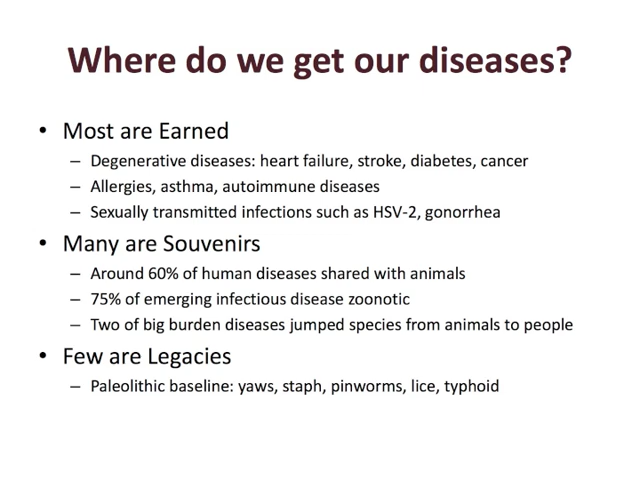 Where do we get our diseases?
• Most are Earned
– Degenerative diseases: heart failure, stroke, diabetes, cancer
– Allergies, asthma, autoimmune diseases
– Sexually transmitted infections such as HSV-2, gonorrhea
• Many are Souvenirs
– Around 60% of human diseases shared with animals
– 75% of emerging infectious disease zoonotic
– Two of big burden diseases jumped species from animals to people
• Few are Legacies
– Paleolithic baseline: yaws, staph, pinworms, lice, typhoid